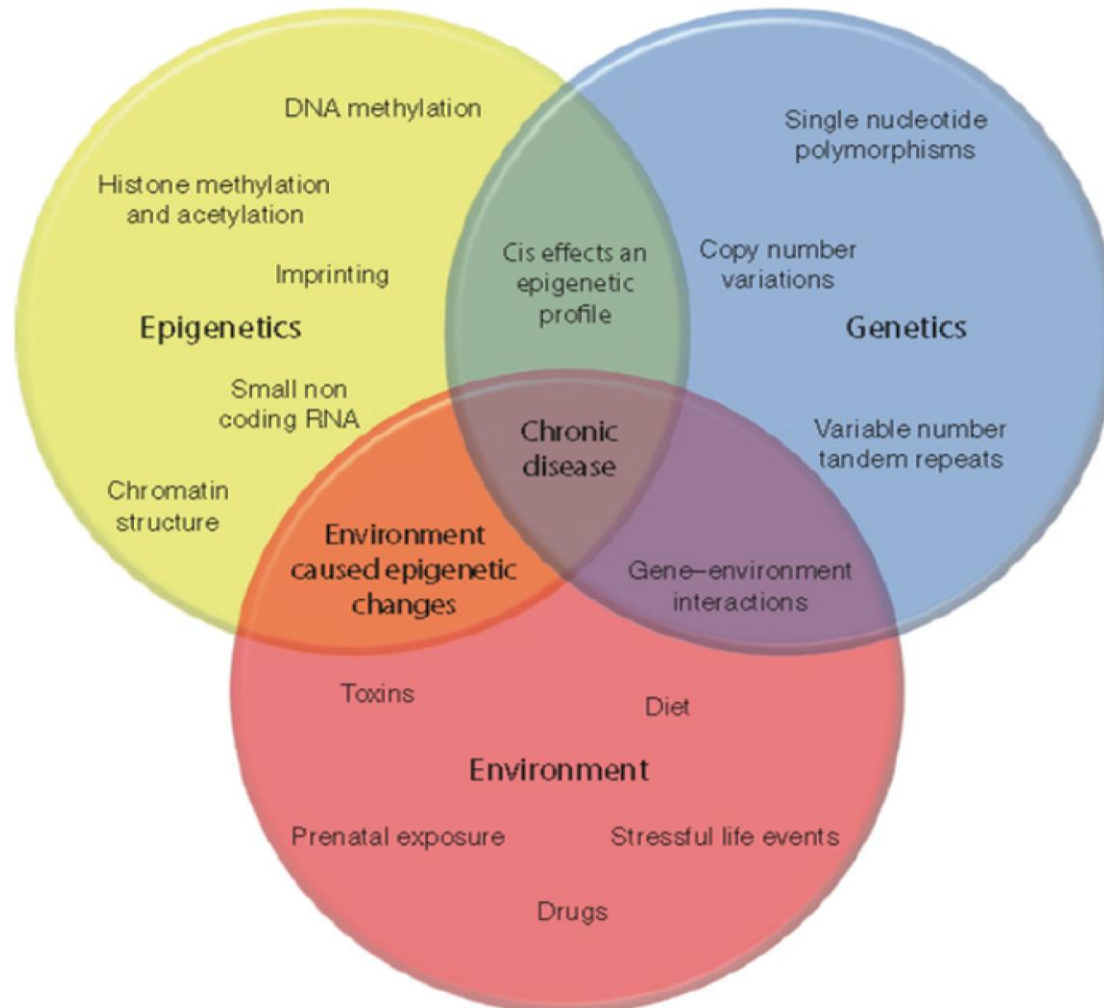 DNA methylation
Histone methylation
and acetylation
Imprinting
Epigenetics
Small non
coding RNA
Chromatin
structure
Cis effects an
epigenetic
profile
Single nucleotide
polymorphisms
Copy number
variations
Genetics
Variable number
tandem repeats
Chronic
disease
Environment
caused epigenetic
changes
Gene–environment
interactions
Toxins
Diet
Environment
Prenatal exposure
Stressful life events
Drugs